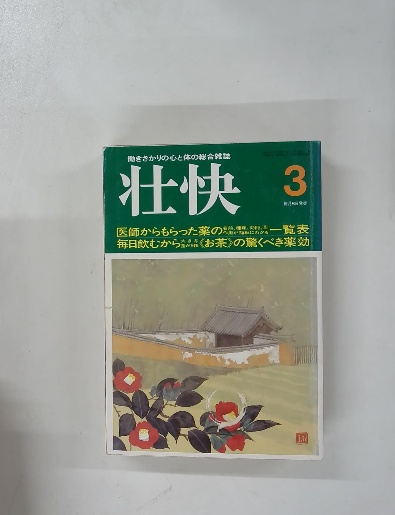 働きざかりの心と体の総合雑誌
壮快
3
医師からもらった薬の一覧表
毎日飲むから《お茶》の驚くべき薬効